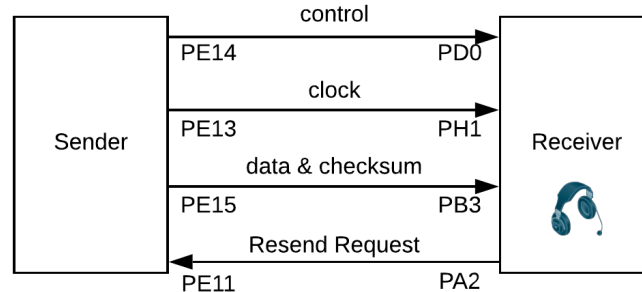 control
PE14 PD0
clock
PE13 PH1
Sender
Receiver
data & checksum
PE15 PB3
Resend Request
PE11 PA2